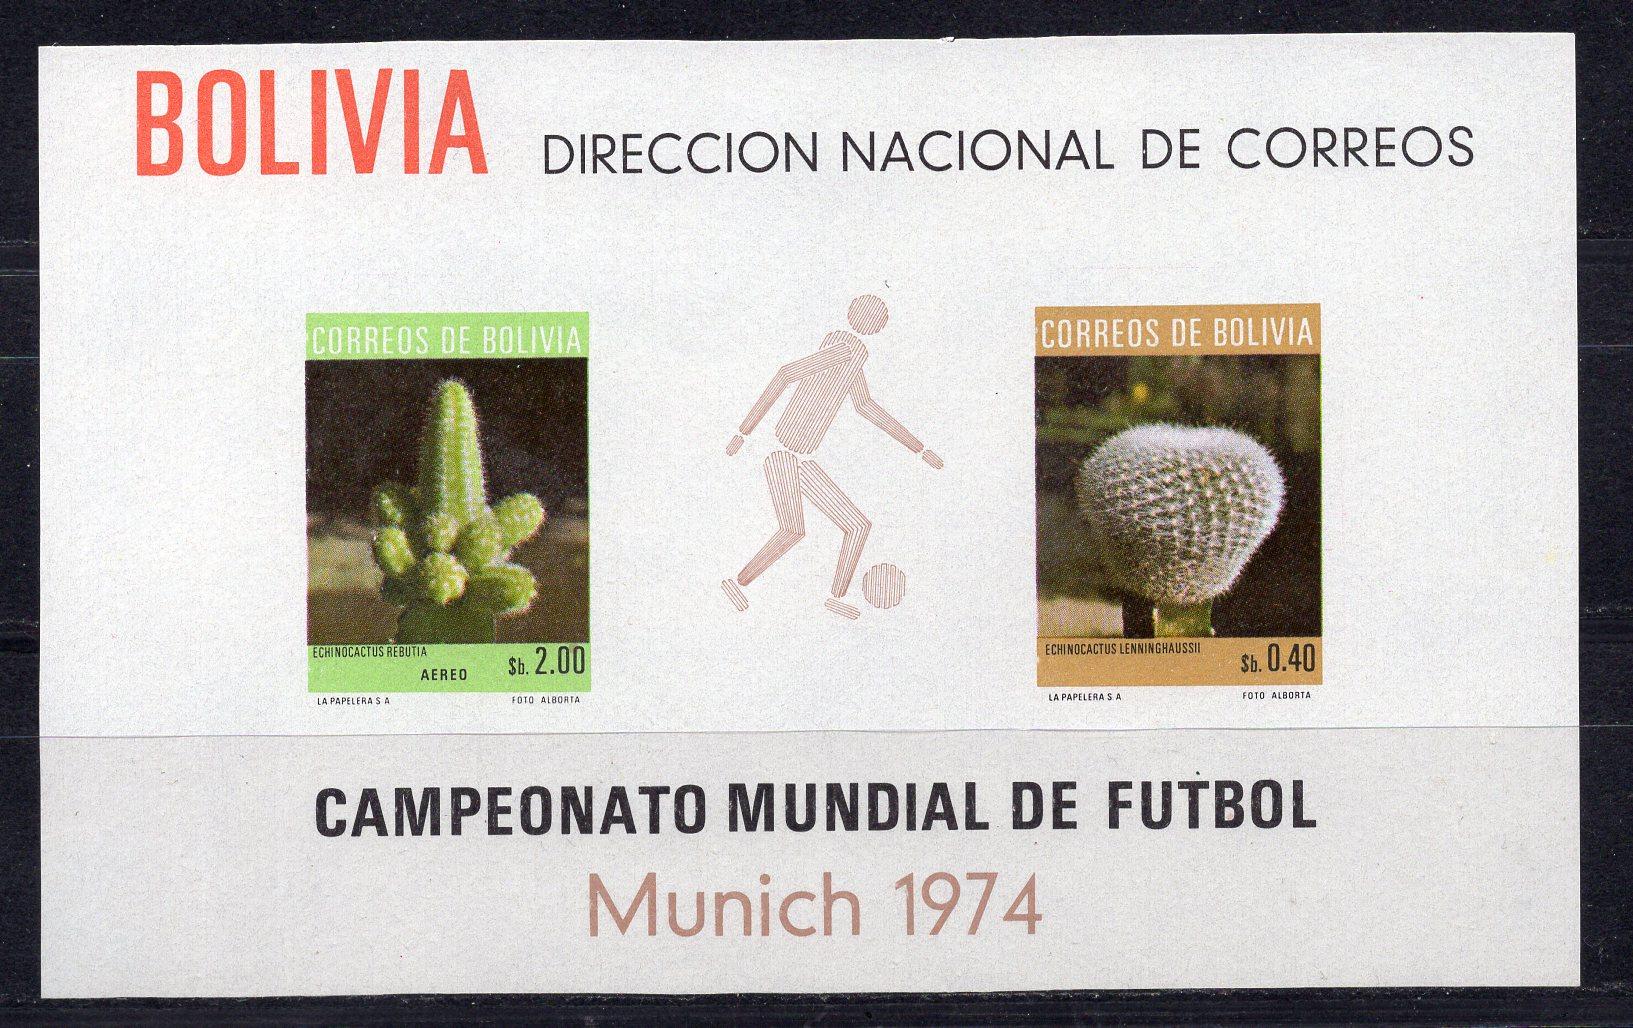 BOLIVIA DIRECCION NACIONAL DE CORREOS
CORREOS DE BOLIVIA
ECHINOCACTUS REBUTIA
AEREO $b. 2.00
LA PAPELERA S A FOTO ALBORTA
CORREOS DE BOLIVIA
ECHINOCACTUS LENNINGHAUSSII
$b. 0.40
LA PAPELERA S A FOTO ALBORTA
CAMPEONATO MUNDIAL DE FUTBOL
Munich 1974